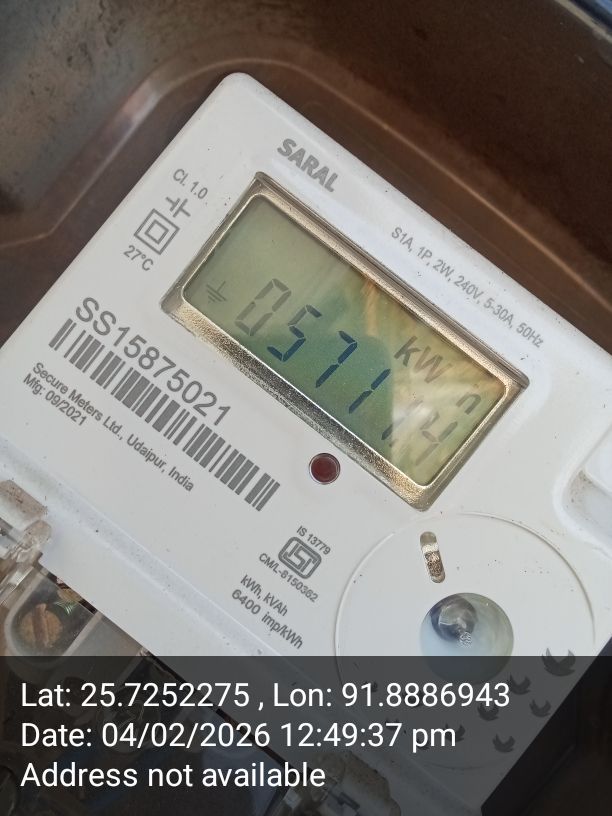 SARAL
Cl. 1.0
S1A, 1P, 2W, 240V, 5-30A, 50Hz
27°C
kWh
057111.4
SS15875021
Secure Meters Ltd., Udaipur, India
Mfg: 09/2021
IS 13779
CM/L-8150362
kWh, kVAh
6400 imp/kWh
Lat: 25.7252275 , Lon: 91.8886943
Date: 04/02/2026 12:49:37 pm
Address not available